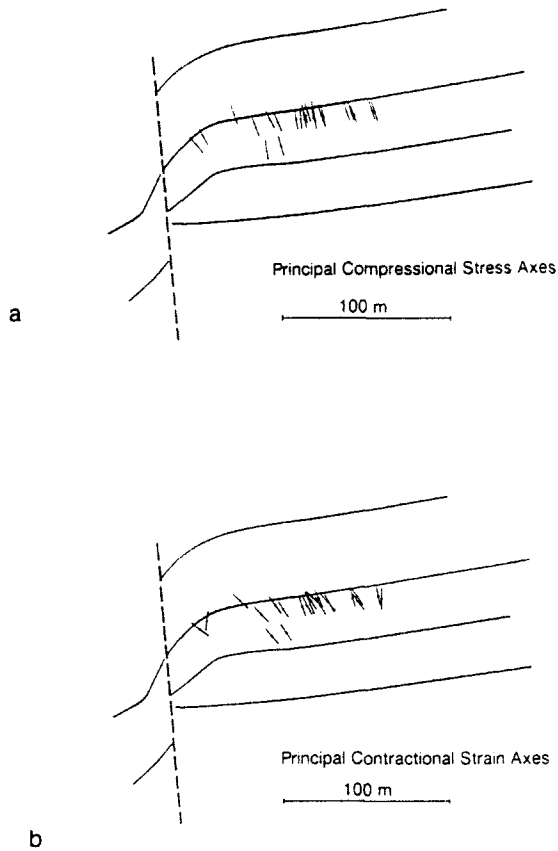 Principal Compressional Stress Axes
a
100 m
Principal Contractional Strain Axes
100 m
b